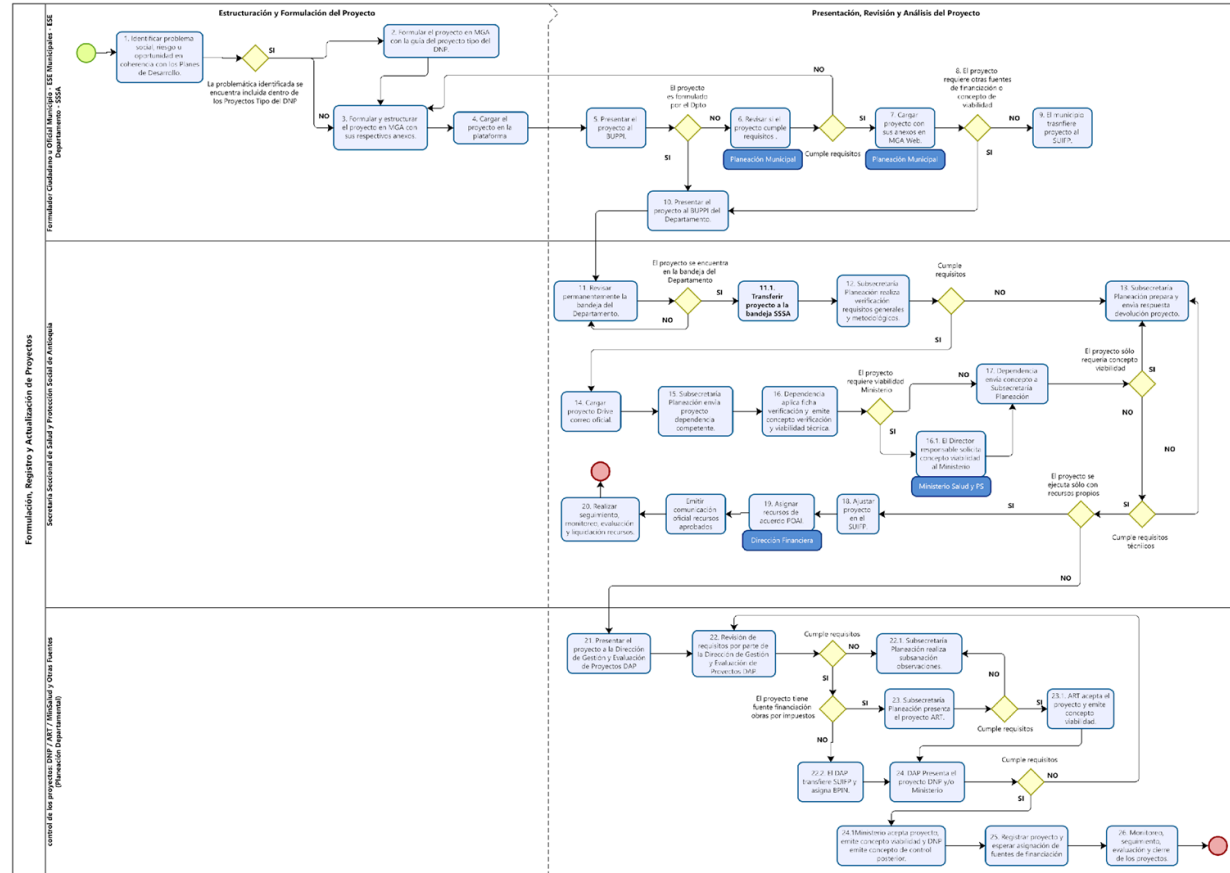 Estructuración y Formulación del Proyecto
Presentación, Revisión y Análisis del Proyecto
Formulación, Registro y Actualización de Proyectos
Formulador Ciudadano u Oficial Municipio - ESE Municipales - ESE
Departamento - SSSA
1. Identificar problema
social, riesgo u
oportunidad en
coherencia con los Planes
de Desarrollo.
SI
La problemática identificada se
encuentra incluida dentro de
los Proyectos Tipo del DNP
NO
2. Formular el proyecto en MGA
con la guía del proyecto tipo del
DNP.
3. Formular y estructurar
el proyecto en MGA con
sus respectivos anexos.
4. Cargar el
proyecto en la
plataforma
5. Presentar el
proyecto al
BUPPI.
El proyecto
es formulado
por el Dpto
NO
SI
6. Revisar si el
proyecto cumple
requisitos .
Planeación Municipal
NO
SI
Cumple requisitos
7. Cargar
proyecto con
sus anexos en
MGA Web.
Planeación Municipal
8. El proyecto
requiere otras fuentes
de financiación o
concepto de
viabilidad
NO
SI
9. El municipio
trasnfiere
proyecto al
SUIFP.
10. Presentar el
proyecto al BUPPI del
Departamento.
Secretaría Seccional de Salud y Protección Social de Antioquia
11. Revisar
permanentemente la
bandeja del
Departamento.
El proyecto se encuentra
en la bandeja del
Departamento
SI
NO
11.1.
Transferir
proyecto a la
bandeja SSSA
12. Subsecretaría
Planeación realiza
verificación
requisitos generales
y metodológicos.
Cumple
requisitos
NO
SI
13. Subsecretaría
Planeación prepara y
envía respuesta
devolución proyecto.
14. Cargar
proyecto Drive
correo oficial.
15. Subsecretaría
Planeación envía
proyecto
dependencia
competente.
16. Dependencia
aplica ficha
verificación y emite
concepto verificación
y viabilidad técnica.
El proyecto
requiere viabilidad
Ministerio
NO
SI
16.1. El Director
responsable solicita
concepto viabilidad
al Ministerio
Ministerio Salud y PS
17. Dependencia
envía concepto a
Subsecretaría
Planeación
El proyecto sólo
requería concepto
viabilidad
SI
NO
NO
SI
Cumple requisitos
técnicos
El proyecto se
ejecuta sólo con
recursos propios
SI
NO
18. Ajustar
proyecto
en el
SUIFP.
19. Asignar
recursos de
acuerdo POAI.
Dirección Financiera
Emitir
comunicación
oficial recursos
aprobados
20. Realizar
seguimiento,
monitoreo, evaluación
y liquidación recursos.
control de los proyectos: DNP / ART / MinSalud y Otras Fuentes
(Planeación Departamental)
21. Presentar el
proyecto a la Dirección
de Gestión y Evaluación
de Proyectos DAP
22. Revisión de
requisitos por parte de
la Dirección de Gestión
y Evaluación de
Proyectos DAP.
Cumple requisitos
NO
SI
22.1. Subsecretaría
Planeación realiza
subsanación
observaciones.
El proyecto tiene
fuente financiación
obras por impuestos
SI
NO
23. Subsecretaría
Planeación presenta
el proyecto ART.
NO
SI
Cumple requisitos
23.1. ART acepta el
proyecto y emite
concepto
viabilidad.
22.2. El DAP
transfiere SUIFP y
asigna BPIN.
24. DAP Presenta el
proyecto DNP y/o
Ministerio
Cumple requisitos
NO
SI
24.1Ministerio acepta proyecto,
emite concepto viabilidad y DNP
emite concepto de control
posterior.
25. Registrar proyecto y
esperar asignación de
fuentes de financiación
26. Monitoreo,
seguimiento,
evaluación y cierre
de los proyectos.